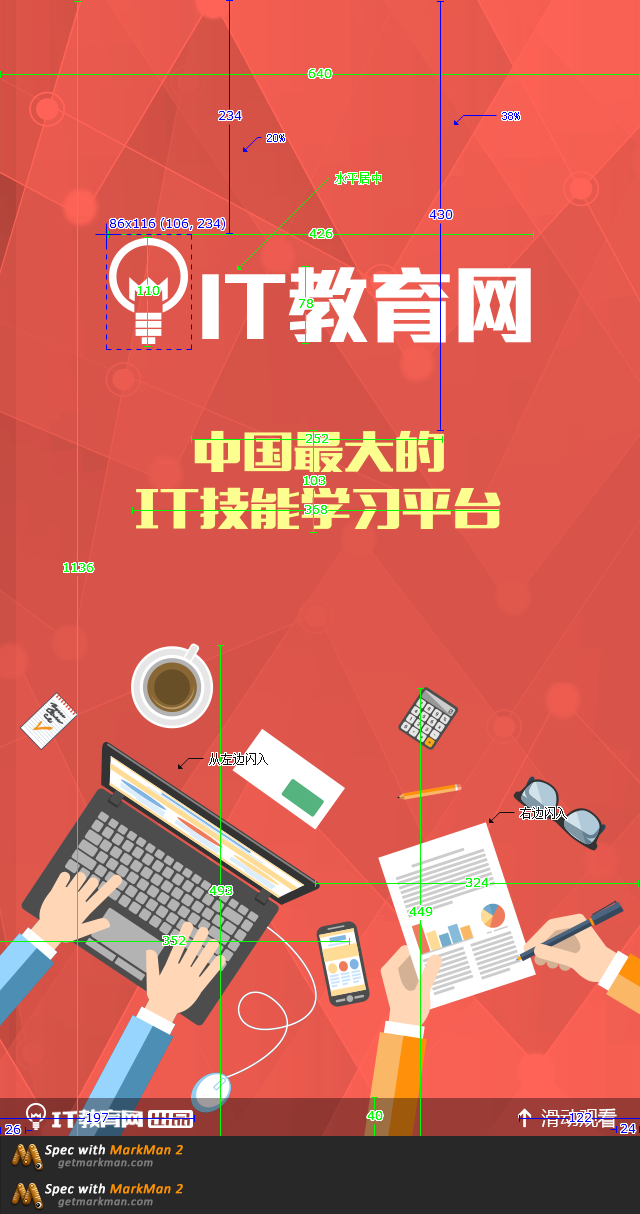 640
234
38%
20%
水平居中
430
86x116 (106, 234)
426
110
78
IT教育网
252
中国最大的
103
IT技能学习平台
358
1136
从左边闪入
右边闪入
324
493
449
352
IT教育网 出品
197
40
滑动观看
122
26
24
Spec with MarkMan 2
getmarkman.com
Spec with MarkMan 2
getmarkman.com